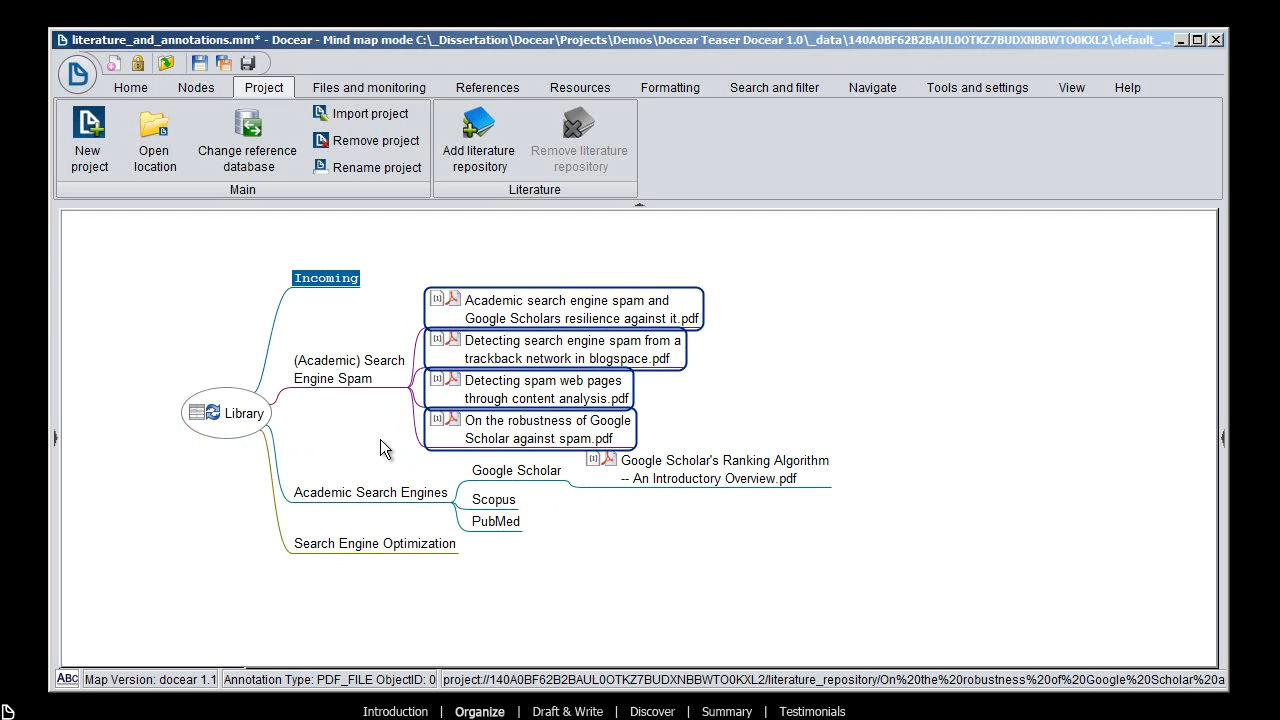 literature_and_annotations.mm* - Docear - Mind map mode C:\_Dissertation\Docear\Projects\Demos\Docear Teaser Docear 1.0\_data\140A0BF62B2BAUL0OTKZ7BUDXNBBWTO0KXL2\default_...
Home Nodes Project Files and monitoring References Resources Formatting Search and filter Navigate Tools and settings View Help
New project
Open location
Change reference database
Import project
Remove project
Rename project
Add literature repository
Remove literature repository
Main
Literature
Incoming
Academic search engine spam and
Google Scholars resilience against it.pdf
Detecting search engine spam from a
trackback network in blogspace.pdf
(Academic) Search
Engine Spam
Detecting spam web pages
through content analysis.pdf
Library
On the robustness of Google
Scholar against spam.pdf
Google Scholar
Google Scholar's Ranking Algorithm
-- An Introductory Overview.pdf
Academic Search Engines
Scopus
PubMed
Search Engine Optimization
ABC Map Version: docear 1.1 Annotation Type: PDF_FILE ObjectID: 0 project://140A0BF62B2BAUL0OTKZ7BUDXNBBWTO0KXL2/literature_repository/On%20the%20robustness%20of%20Google%20Scholar%20a
Introduction | Organize | Draft & Write | Discover | Summary | Testimonials